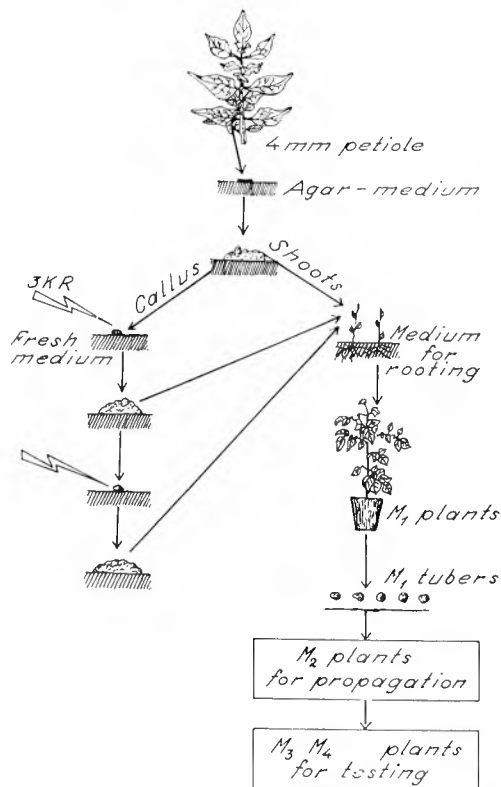 4 mm petiole
Agar-medium
Callus
Shoots
3KR
Fresh
medium
Medium
for
rooting
M₁ plants
M₁ tubers
M₂ plants
for propagation
M₃ M₄ plants
for testing